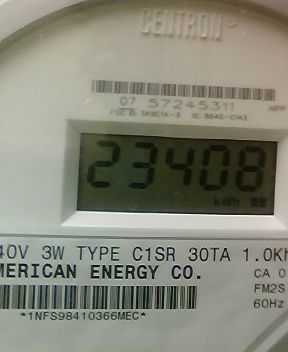 CENTRON
07 57245311
23408
kWh
40V 3W TYPE C1SR 30TA 1.0Kh
MERICAN ENERGY CO.
CA 0
FM2S
60Hz
*1NFS98410366MEC*